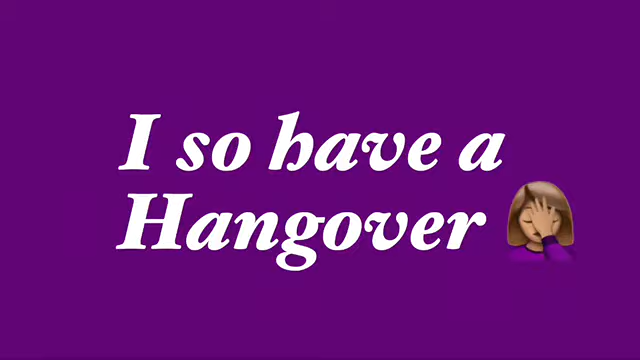 I so have a
Hangover 🤦🏽‍♀️